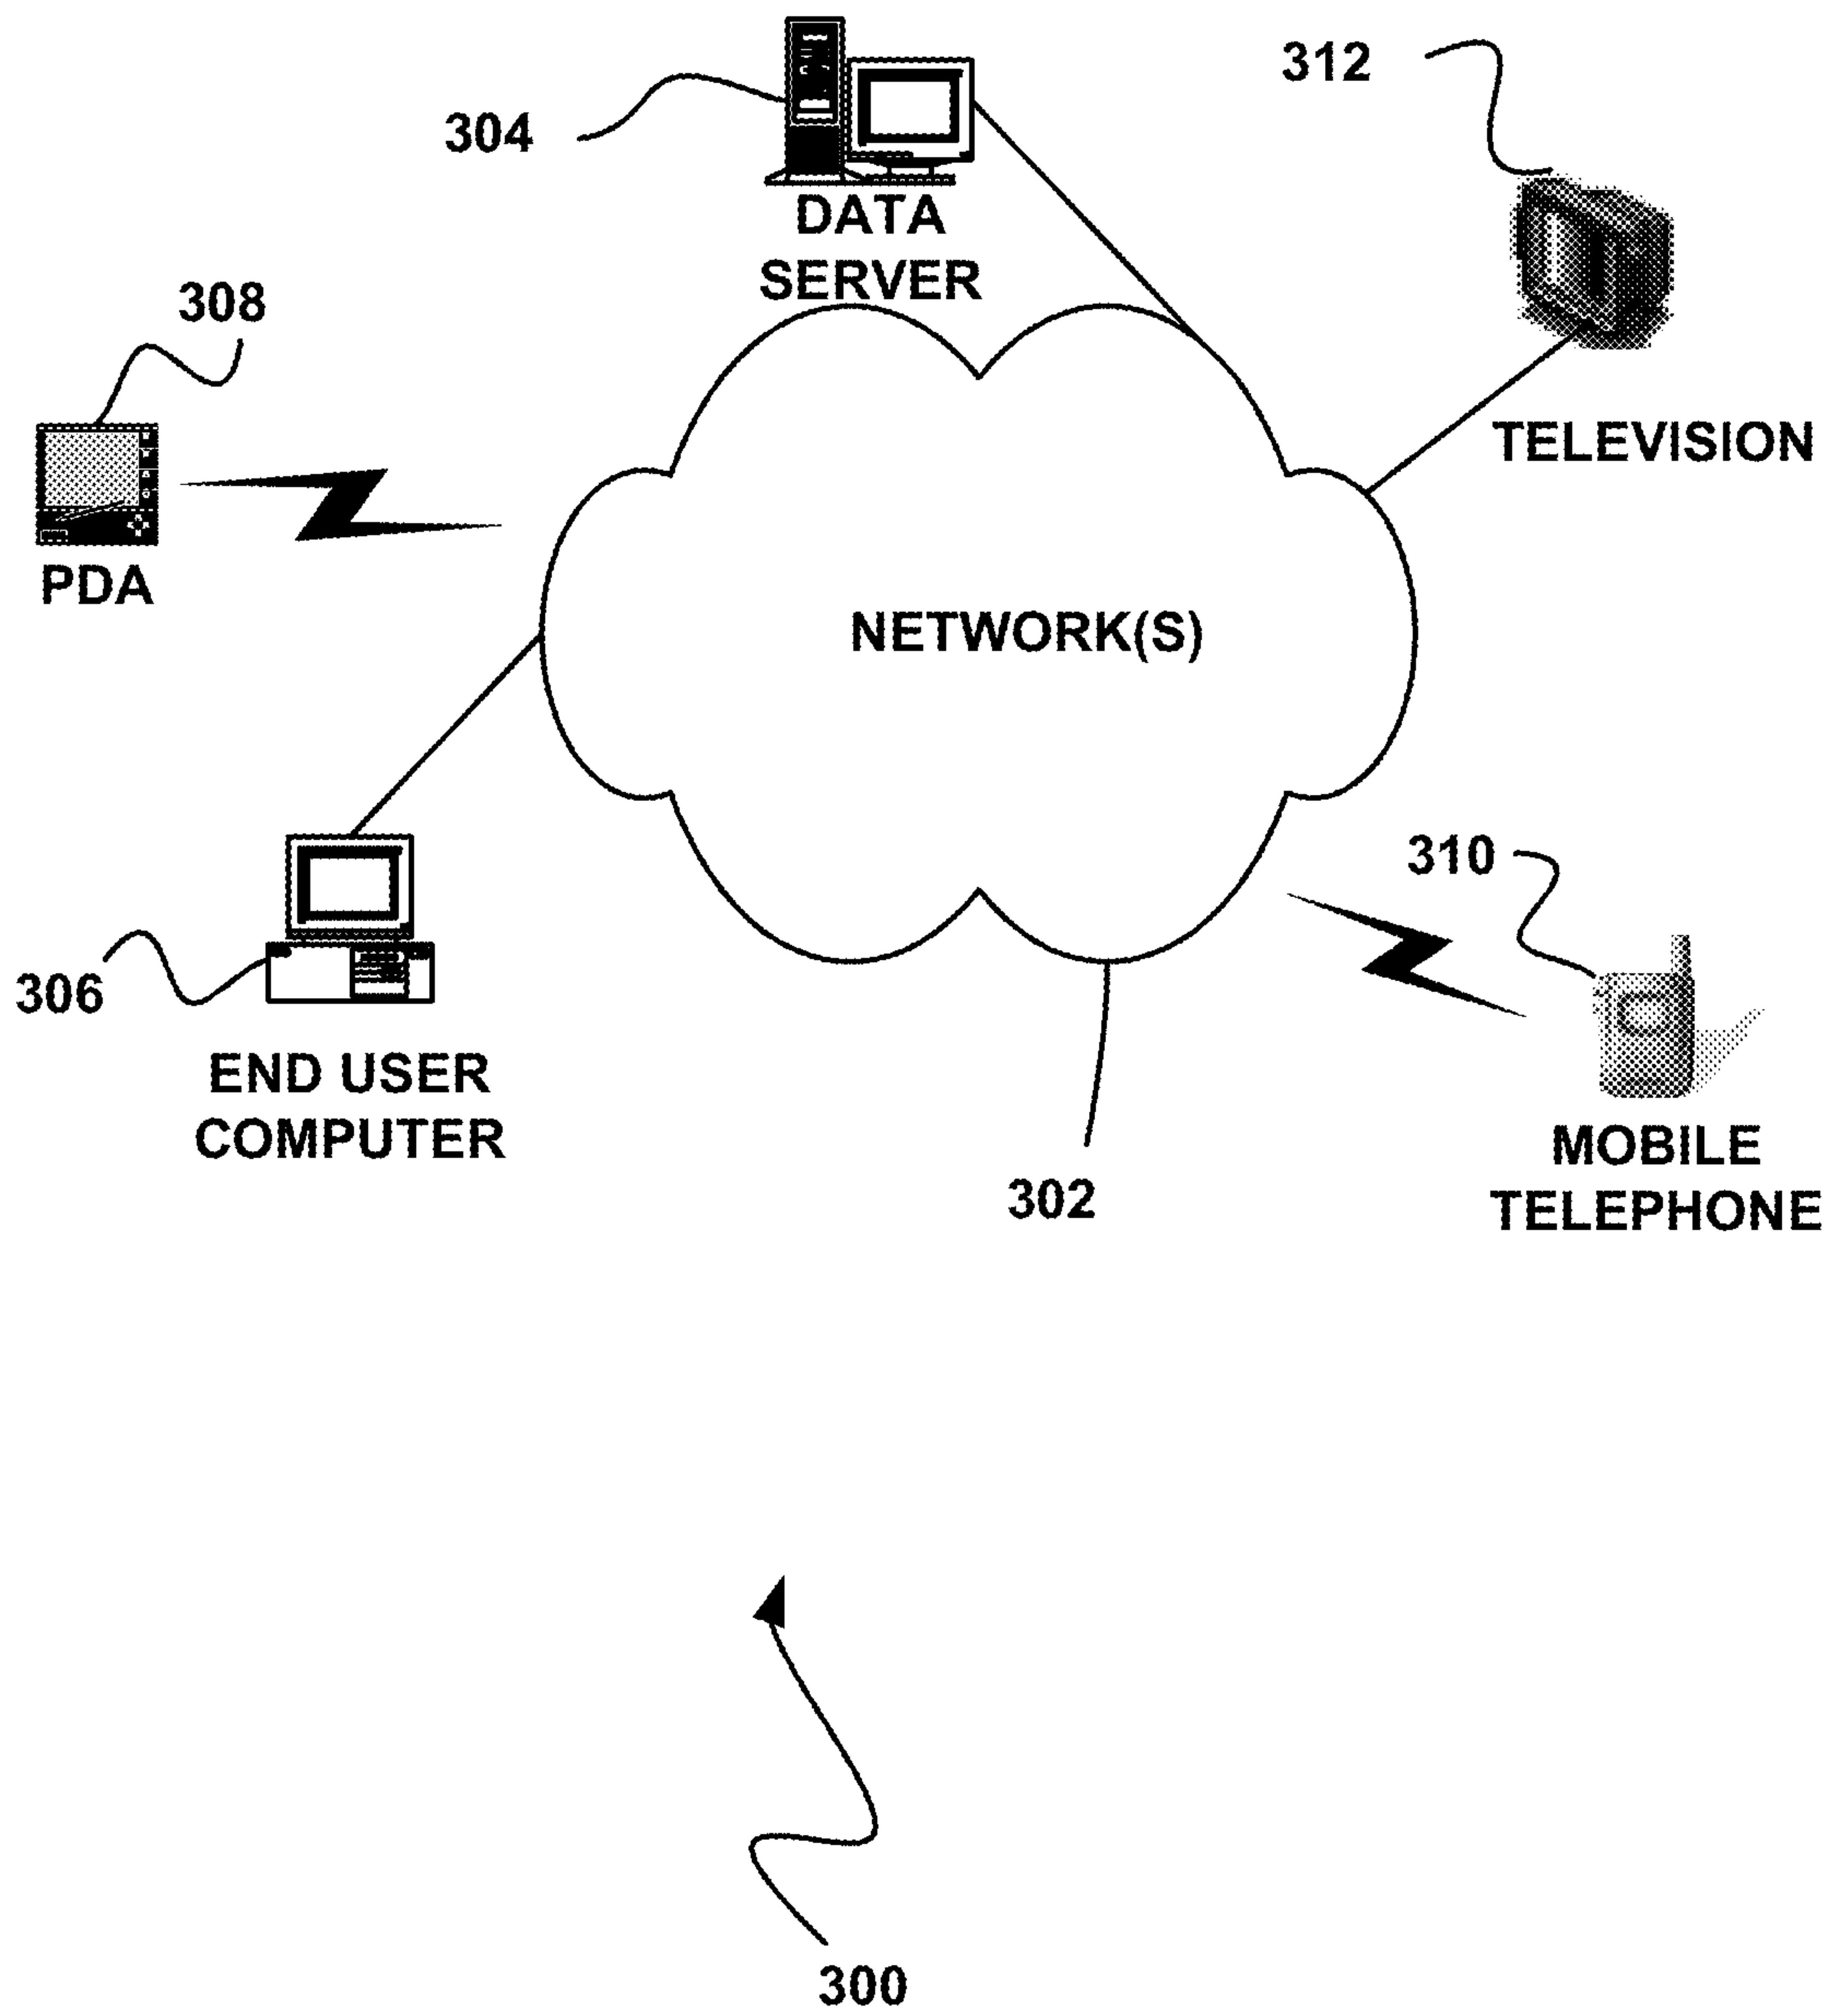 312
304
DATA
SERVER
308
TELEVISION
PDA
NETWORK(S)
310
306
END USER
COMPUTER
MOBILE
TELEPHONE
302
300